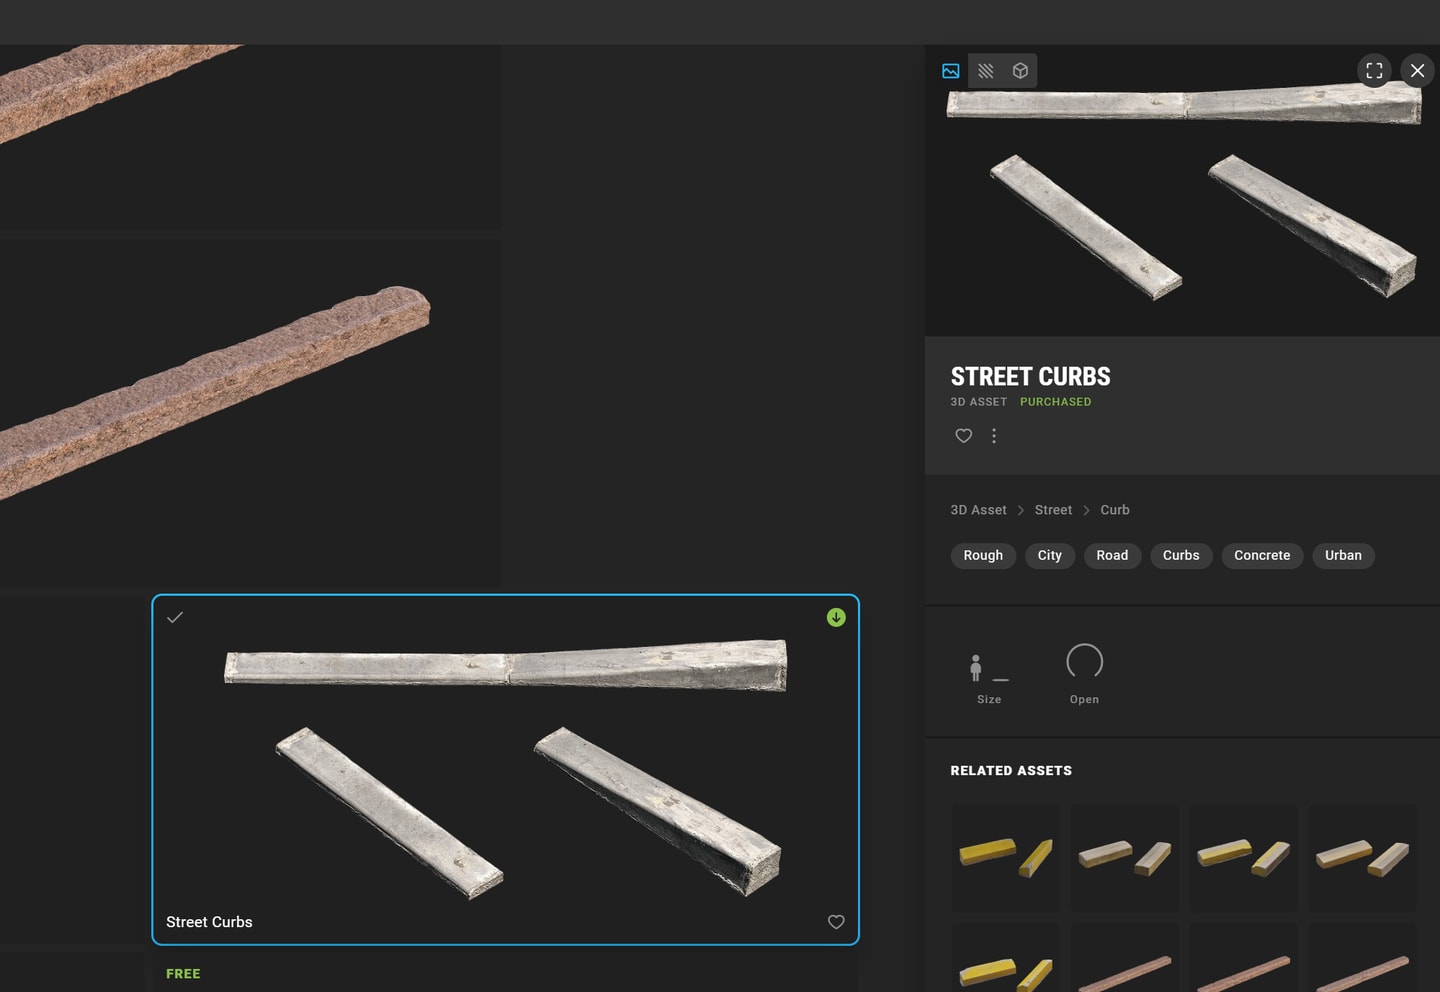 STREET CURBS
3D ASSET PURCHASED
3D Asset > Street > Curb
Rough City Road Curbs Concrete Urban
Size Open
RELATED ASSETS
Street Curbs
FREE